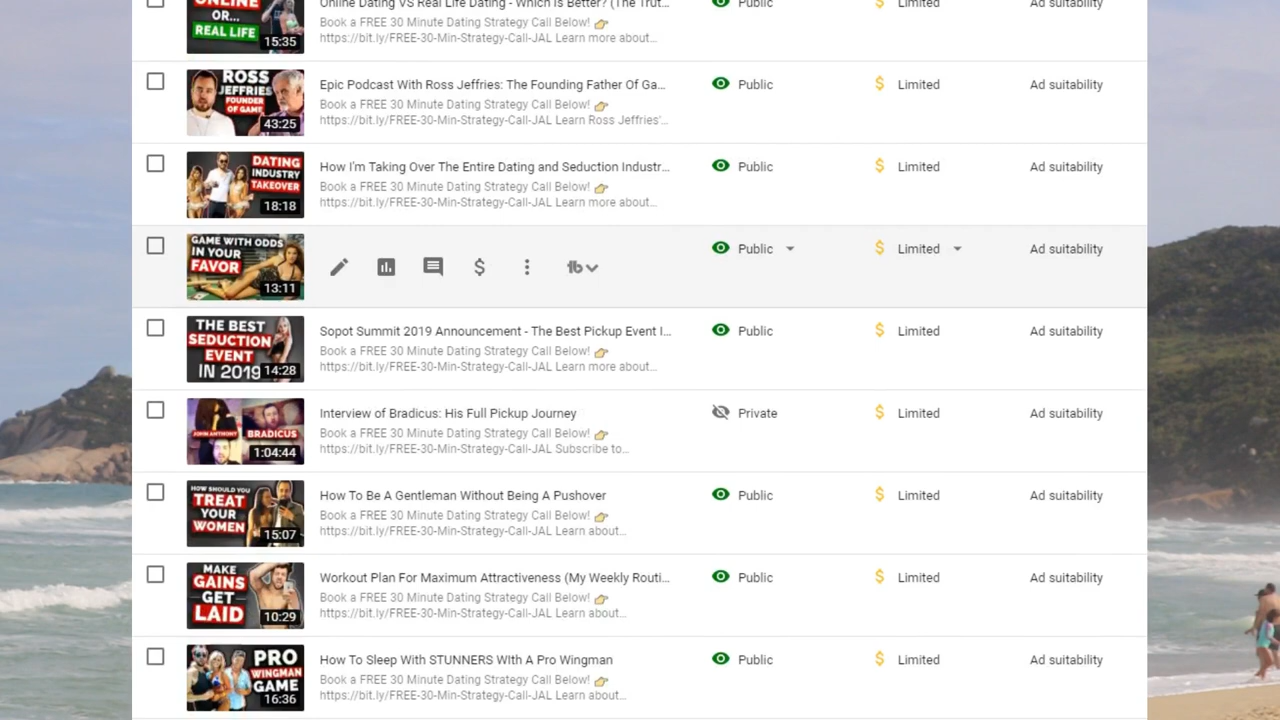 ONLINE
OR...
REAL LIFE
15:35
Online Dating VS Real Life Dating - Which Is Better? (The Trut...
Book a FREE 30 Minute Dating Strategy Call Below!
https://bit.ly/FREE-30-Min-Strategy-Call-JAL Learn more about...
Public
Limited
Ad suitability
ROSS
JEFFRIES
FOUNDER
OF GAME
43:25
Epic Podcast With Ross Jeffries: The Founding Father Of Ga...
Book a FREE 30 Minute Dating Strategy Call Below!
https://bit.ly/FREE-30-Min-Strategy-Call-JAL Learn Ross Jeffries'...
Public
Limited
Ad suitability
DATING
INDUSTRY
TAKEOVER
18:18
How I'm Taking Over The Entire Dating and Seduction Industr...
Book a FREE 30 Minute Dating Strategy Call Below!
https://bit.ly/FREE-30-Min-Strategy-Call-JAL Learn more about...
Public
Limited
Ad suitability
GAME WITH ODDS
IN YOUR
FAVOR
13:11
Public
Limited
Ad suitability
THE BEST
SEDUCTION
EVENT
IN 2019
14:28
Sopot Summit 2019 Announcement - The Best Pickup Event I...
Book a FREE 30 Minute Dating Strategy Call Below!
https://bit.ly/FREE-30-Min-Strategy-Call-JAL Learn more about...
Public
Limited
Ad suitability
JOHN ANTHONY
BRADICUS
1:04:44
Interview of Bradicus: His Full Pickup Journey
Book a FREE 30 Minute Dating Strategy Call Below!
https://bit.ly/FREE-30-Min-Strategy-Call-JAL Subscribe to...
Private
Limited
Ad suitability
HOW SHOULD YOU
TREAT
YOUR
WOMEN
15:07
How To Treat A Woman Without Being A Pushover
Book a FREE 30 Minute Dating Strategy Call Below!
https://bit.ly/FREE-30-Min-Strategy-Call-JAL Learn about...
Public
Limited
Ad suitability
MAKE
GAINS
GET
LAID
10:29
Workout Plan For Maximum Attractiveness (My Weekly Routi...
Book a FREE 30 Minute Dating Strategy Call Below!
https://bit.ly/FREE-30-Min-Strategy-Call-JAL Learn about...
Public
Limited
Ad suitability
PRO
WINGMAN
GAME
16:36
How To Sleep With STUNNERS With A Pro Wingman
Book a FREE 30 Minute Dating Strategy Call Below!
https://bit.ly/FREE-30-Min-Strategy-Call-JAL Learn about...
Public
Limited
Ad suitability